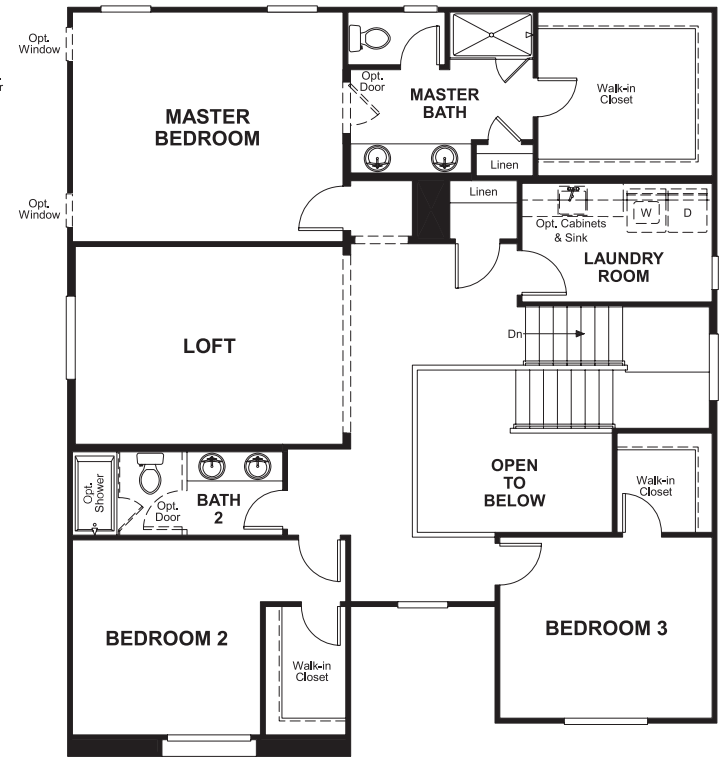 Opt.
Window
r
MASTER
BEDROOM
Opt.
Window
Opt.
Door
MASTER
BATH
Linen
Walk-in
Closet
Linen
Opt. Cabinets
& Sink
W
D
LAUNDRY
ROOM
LOFT
Dn
OPEN
TO
BELOW
Walk-in
Closet
Opt.
Shower
Opt.
Door
BATH
2
BEDROOM 2
Walk-in
Closet
BEDROOM 3